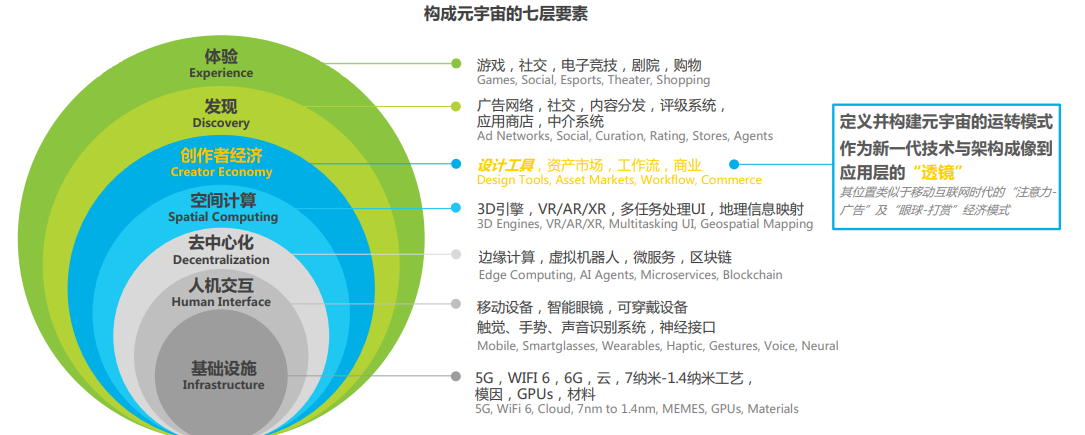 构成元宇宙的七层要素
体验
Experience
游戏，社交，电子竞技，剧院，购物
Games, Social, Esports, Theater, Shopping
发现
Discovery
广告网络，社交，内容分发，评级系统，
应用商店，中介系统
Ad Networks, Social, Curation, Rating, Stores, Agents
创作者经济
Creator Economy
设计工具，资产市场，工作流，商业
Design Tools, Asset Markets, Workflow, Commerce
定义并构建元宇宙的运转模式
作为新一代技术与架构成像到
应用层的“透镜”
其位置类似于移动互联网时代的“注意力-
广告”及“眼球-打赏”经济模式
空间计算
Spatial Computing
3D引擎，VR/AR/XR，多任务处理UI，地理信息映射
3D Engines, VR/AR/XR, Multitasking UI, Geospatial Mapping
去中心化
Decentralization
边缘计算，虚拟机器人，微服务，区块链
Edge Computing, AI Agents, Microservices, Blockchain
人机交互
Human Interface
移动设备，智能眼镜，可穿戴设备
触觉、手势、声音识别系统，神经接口
Mobile, Smartglasses, Wearables, Haptic, Gestures, Voice, Neural
基础设施
Infrastructure
5G，WIFI 6，6G，云，7纳米-1.4纳米工艺，
模因，GPUs，材料
5G, WiFi 6, Cloud, 7nm to 1.4nm, MEMES, GPUs, Materials